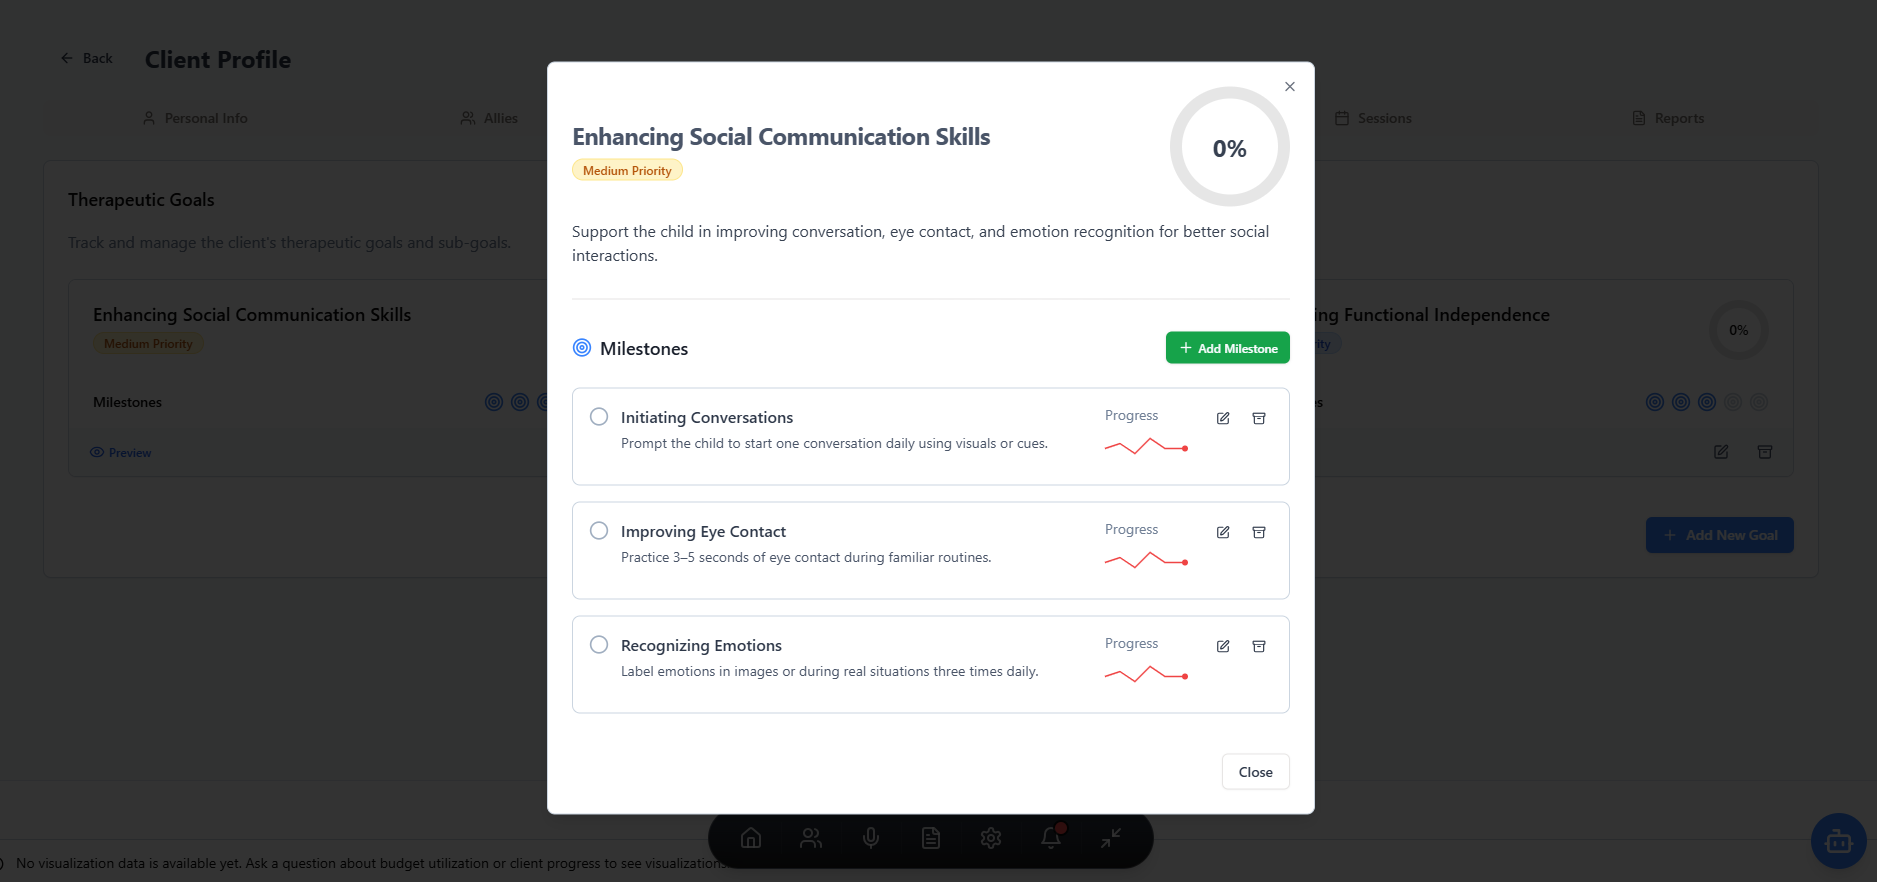 Back
Client Profile
Personal Info
Allies
Sessions
Reports
Therapeutic Goals
Track and manage the client's therapeutic goals and sub-goals.
Enhancing Social Communication Skills
Medium Priority
Milestones
Preview
Enhancing Social Communication Skills
Medium Priority
0%
Support the child in improving conversation, eye contact, and emotion recognition for better social
interactions.
Milestones
Add Milestone
Initiating Conversations
Prompt the child to start one conversation daily using visuals or cues.
Progress
Improving Eye Contact
Practice 3–5 seconds of eye contact during familiar routines.
Progress
Recognizing Emotions
Label emotions in images or during real situations three times daily.
Progress
Close
Functional Independence
0%
Add New Goal
No visualization data is available yet. Ask a question about budget utilization or client progress to see visualizations